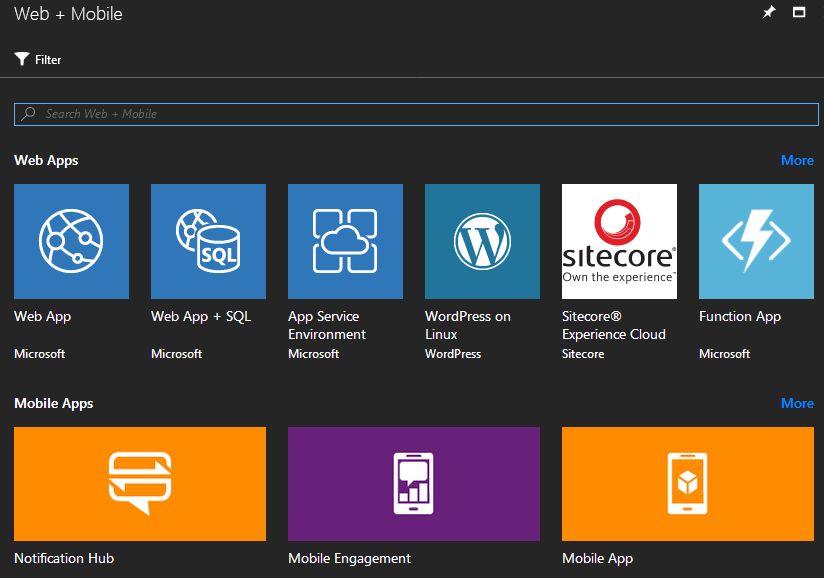 Web + Mobile
Filter
Search Web + Mobile
Web Apps
More
SQL
W
sitecore®
Own the experience™
Web App
Web App + SQL
App Service
Environment
WordPress on
Linux
Sitecore®
Experience Cloud
Function App
Microsoft
Microsoft
Microsoft
WordPress
Sitecore
Microsoft
Mobile Apps
More
Notification Hub
Mobile Engagement
Mobile App